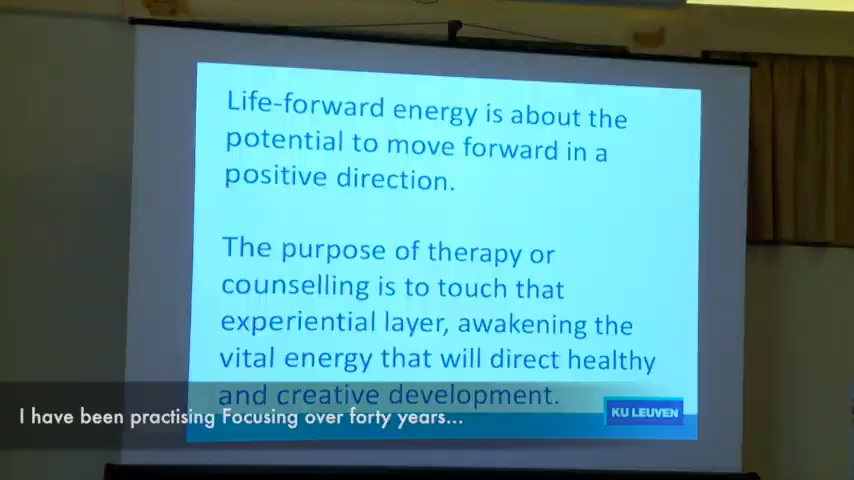 Life-forward energy is about the
potential to move forward in a
positive direction.
The purpose of therapy or
counselling is to touch that
experiential layer, awakening the
vital energy that will direct healthy
and creative development.
I have been practising Focusing over forty years...
KU LEUVEN